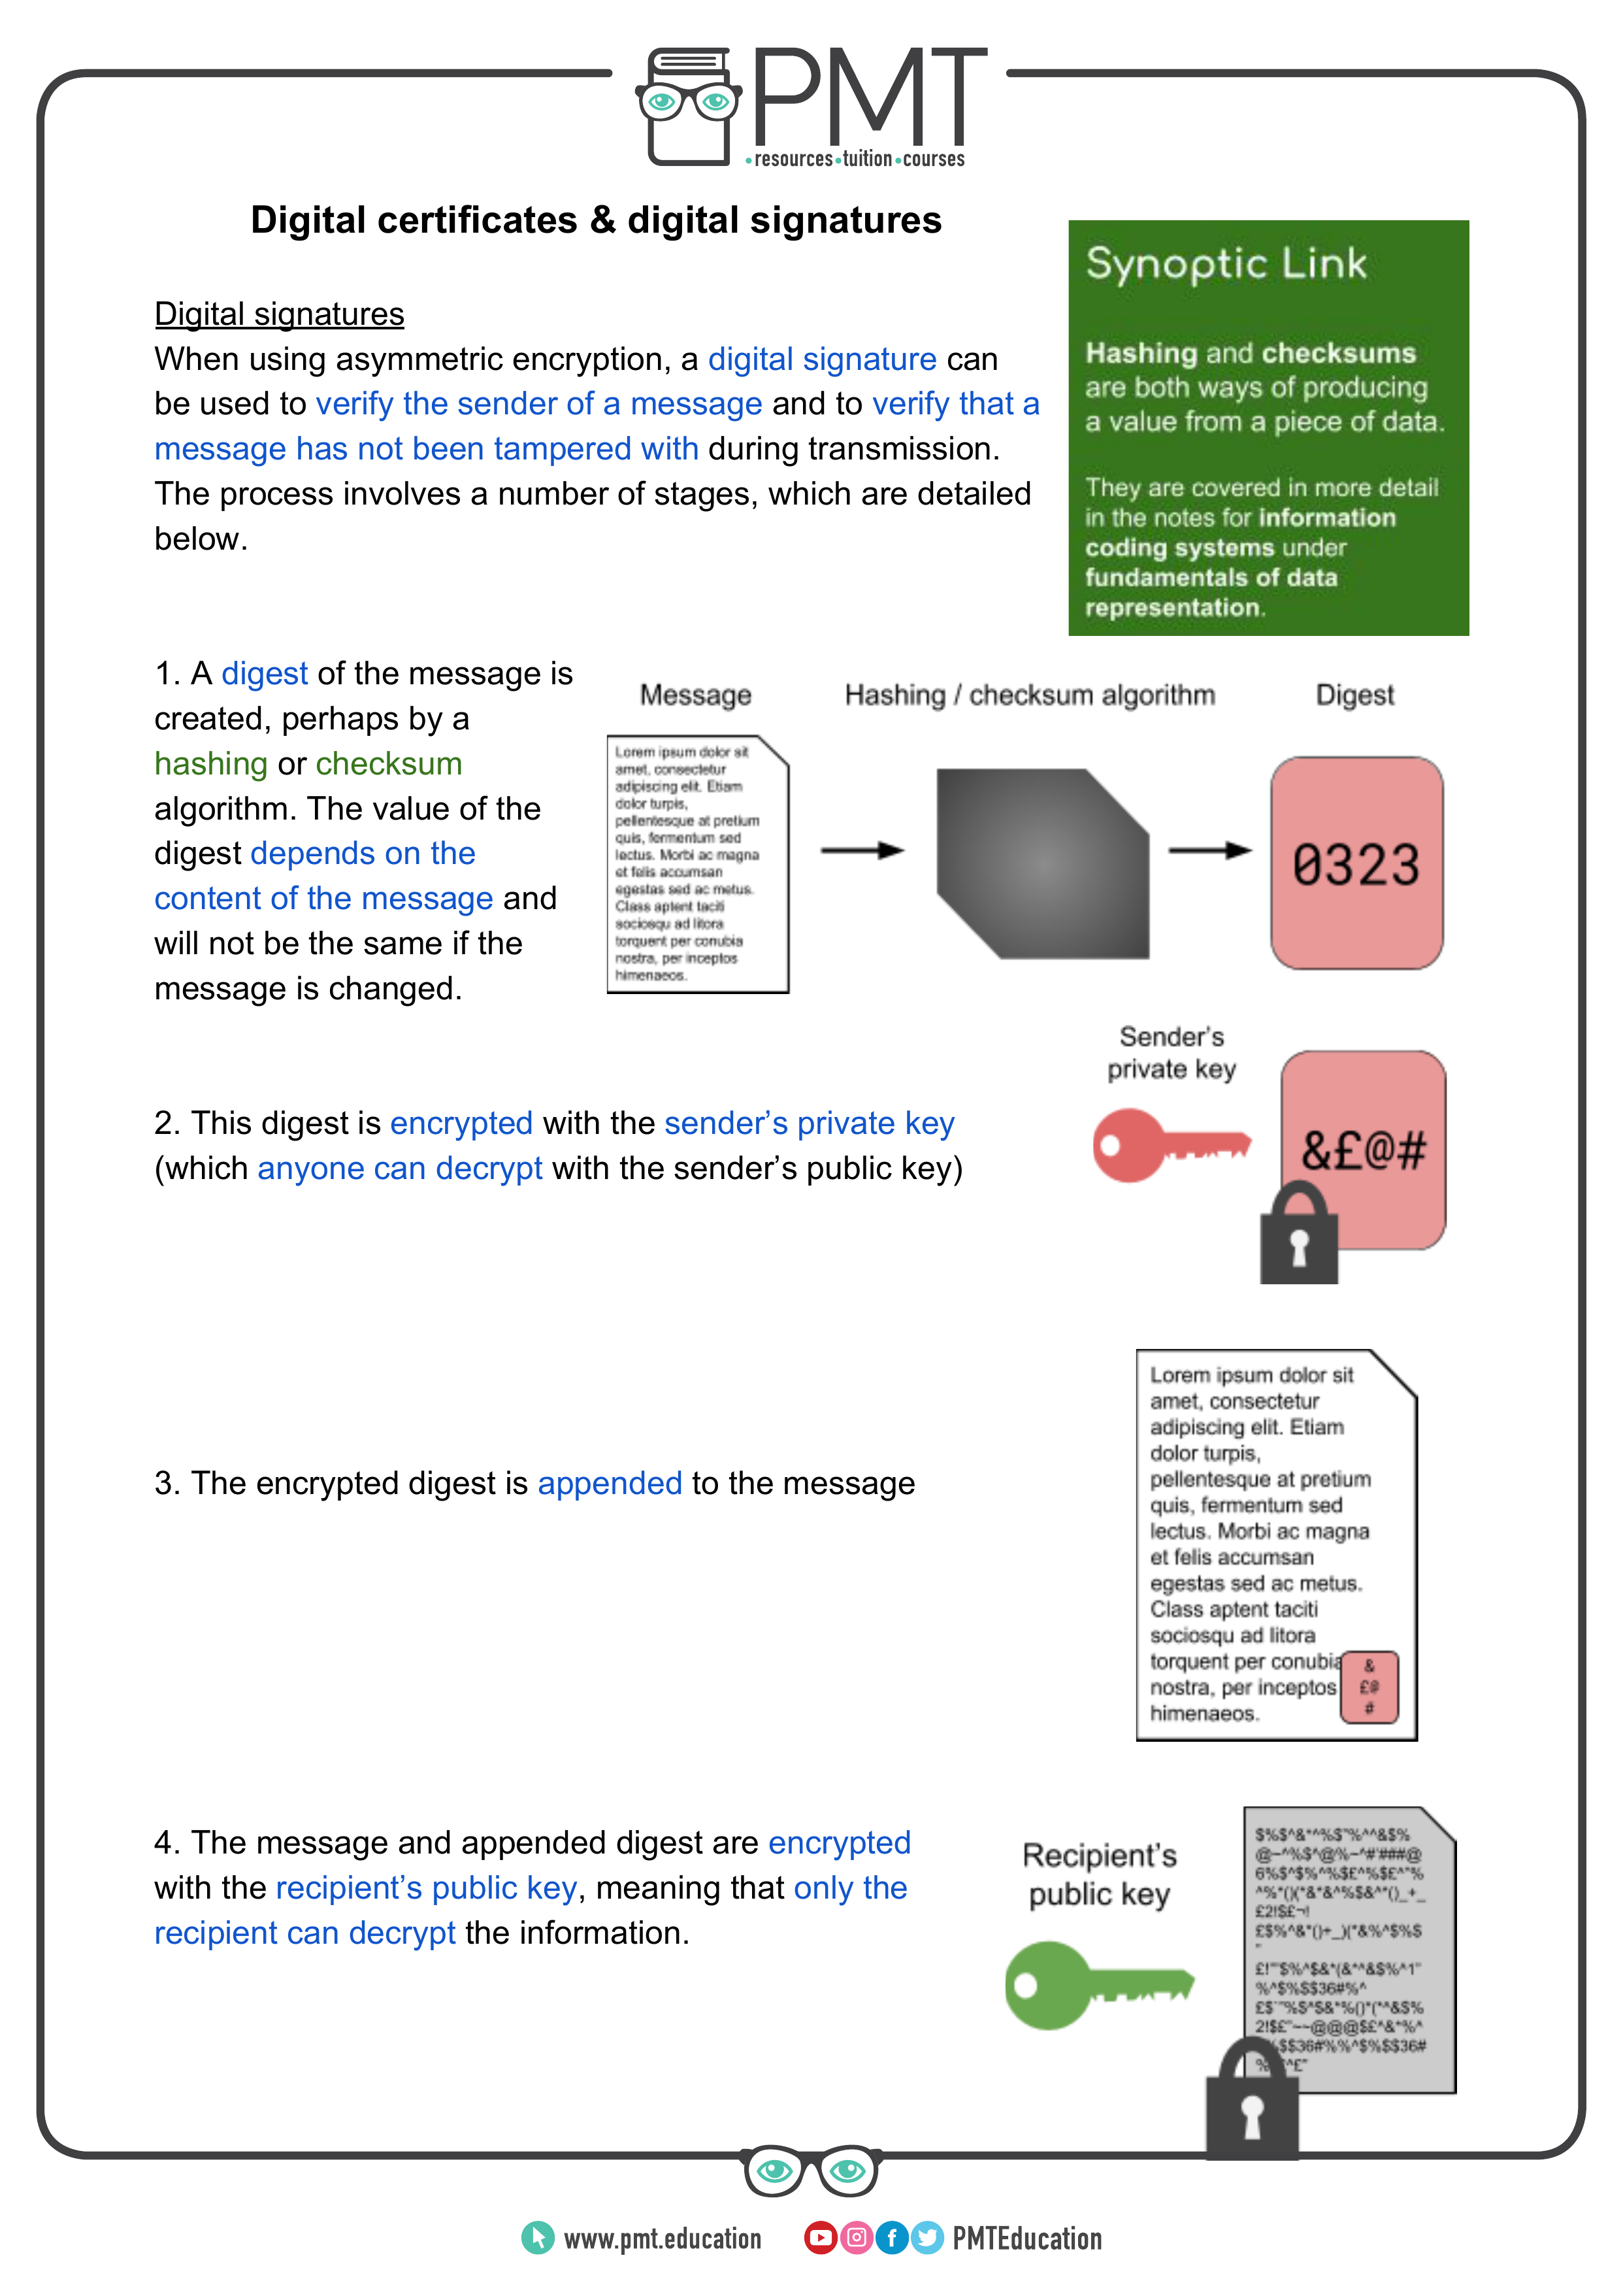 PMT
resources tuition courses
Digital certificates & digital signatures
Digital signatures
When using asymmetric encryption, a digital signature can
be used to verify the sender of a message and to verify that a
message has not been tampered with during transmission.
The process involves a number of stages, which are detailed
below.
Synoptic Link
Hashing and checksums
are both ways of producing
a value from a piece of data.
They are covered in more detail
in the notes for information
coding systems under
fundamentals of data
representation.
1. A digest of the message is
created, perhaps by a
hashing or checksum
algorithm. The value of the
digest depends on the
content of the message and
will not be the same if the
message is changed.
Message
Hashing / checksum algorithm
Digest
Lorem ipsum dolor sit
amet, consectetur
adipiscing elit. Etiam
dolor turpis,
pellentesque at pretium
quis, fermentum sed
lectus. Morbi ac magna
et felis accumsan
egestas sed ac metus.
Class aptent taciti
sociosqu ad litora
torquent per conubia
nostra, per inceptos
himenaeos.
0323
Sender's
private key
&£@#
2. This digest is encrypted with the sender's private key
(which anyone can decrypt with the sender's public key)
3. The encrypted digest is appended to the message
Lorem ipsum dolor sit
amet, consectetur
adipiscing elit. Etiam
dolor turpis,
pellentesque at pretium
quis, fermentum sed
lectus. Morbi ac magna
et felis accumsan
egestas sed ac metus.
Class aptent taciti
sociosqu ad litora
torquent per conubia
nostra, per inceptos
himenaeos.
&
£@
#
4. The message and appended digest are encrypted
with the recipient's public key, meaning that only the
recipient can decrypt the information.
Recipient's
public key
www.pmt.education
PMTEducation